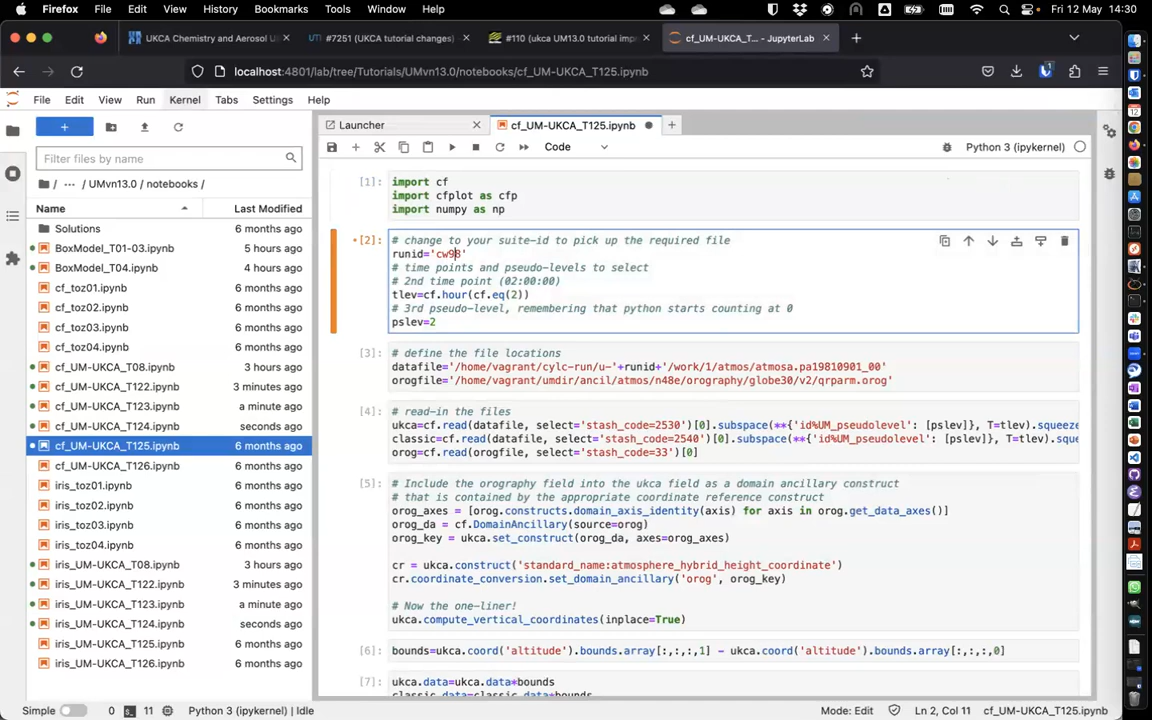 Firefox File Edit View History Bookmarks Tools Window Help Fri 12 May 14:30
UKCA Chemistry and Aerosol U #7251 (UKCA tutorial changes) #110 (ukca UM13.0 tutorial imp cf_UM-UKCA_T... - JupyterLab
localhost:4801/lab/tree/Tutorials/UMvn13.0/notebooks/cf_UM-UKCA_T125.ipynb
File Edit View Run Kernel Tabs Settings Help
Launcher cf_UM-UKCA_T125.ipynb
Code Python 3 (ipykernel)
Filter files by name
/ ... / UMvn13.0 / notebooks /
Name Last Modified
Solutions 6 months ago
BoxModel_T01-03.ipynb 5 hours ago
BoxModel_T04.ipynb 4 hours ago
cf_toz01.ipynb 6 months ago
cf_toz02.ipynb 6 months ago
cf_toz03.ipynb 6 months ago
cf_toz04.ipynb 6 months ago
cf_UM-UKCA_T08.ipynb 3 hours ago
cf_UM-UKCA_T122.ipynb 3 minutes ago
cf_UM-UKCA_T123.ipynb a minute ago
cf_UM-UKCA_T124.ipynb seconds ago
cf_UM-UKCA_T125.ipynb 6 months ago
cf_UM-UKCA_T126.ipynb 6 months ago
iris_toz01.ipynb 6 months ago
iris_toz02.ipynb 6 months ago
iris_toz03.ipynb 6 months ago
iris_toz04.ipynb 6 months ago
iris_UM-UKCA_T08.ipynb 3 hours ago
iris_UM-UKCA_T122.ipynb 3 minutes ago
iris_UM-UKCA_T123.ipynb a minute ago
iris_UM-UKCA_T124.ipynb seconds ago
iris_UM-UKCA_T125.ipynb 6 months ago
iris_UM-UKCA_T126.ipynb 6 months ago
[1]: import cf
import cfplot as cfp
import numpy as np
[2]: # change to your suite-id to pick up the required file
runid='cw98'
# time points and pseudo-levels to select
# 2nd time point (02:00:00)
tlev=cf.hour(cf.eq(2))
# 3rd pseudo-level, remembering that python starts counting at 0
pslev=2
[3]: # define the file locations
datafile='/home/vagrant/cylc-run/u-'+runid+'/work/1/atmos/atmosa.pa19810901_00'
orogfile='/home/vagrant/umdir/ancil/atmos/n48e/orography/globe30/v2/qrparm.orog'
[4]: # read-in the files
ukca=cf.read(datafile, select='stash_code=2530')[0].subspace(**{'id%UM_pseudolevel': [pslev]}, T=tlev).squeeze
classic=cf.read(datafile, select='stash_code=2540')[0].subspace(**{'id%UM_pseudolevel': [pslev]}, T=tlev).sque
orog=cf.read(orogfile, select='stash_code=33')[0]
[5]: # Include the orography field into the ukca field as a domain ancillary construct
# that is contained by the appropriate coordinate reference construct
orog_axes = [orog.constructs.domain_axis_identity(axis) for axis in orog.get_data_axes()]
orog_da = cf.DomainAncillary(source=orog)
orog_key = ukca.set_construct(orog_da, axes=orog_axes)
cr = ukca.construct('standard_name:atmosphere_hybrid_height_coordinate')
cr.coordinate_conversion.set_domain_ancillary('orog', orog_key)
# Now the one-liner!
ukca.compute_vertical_coordinates(inplace=True)
[6]: bounds=ukca.coord('altitude').bounds.array[:,:,:,1] - ukca.coord('altitude').bounds.array[:,:,:,0]
[7]: ukca.data=ukca.data*bounds
classic.data=classic.data*bounds
Simple 0 11 Python 3 (ipykernel) | Idle Mode: Edit Ln 2, Col 11 cf_UM-UKCA_T125.ipynb